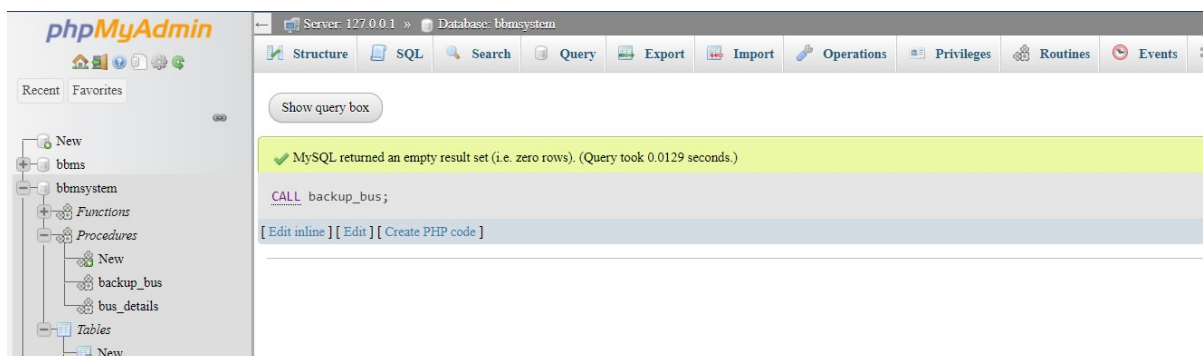 phpMyAdmin
Recent Favorites
New
bbms
bbmsystem
Functions
Procedures
New
backup_bus
bus_details
Tables
New
Server: 127.0.0.1 » Database: bbmsystem
Structure SQL Search Query Export Import Operations Privileges Routines Events
Show query box
MySQL returned an empty result set (i.e. zero rows). (Query took 0.0129 seconds.)
CALL backup_bus;
[ Edit inline ] [ Edit ] [ Create PHP code ]